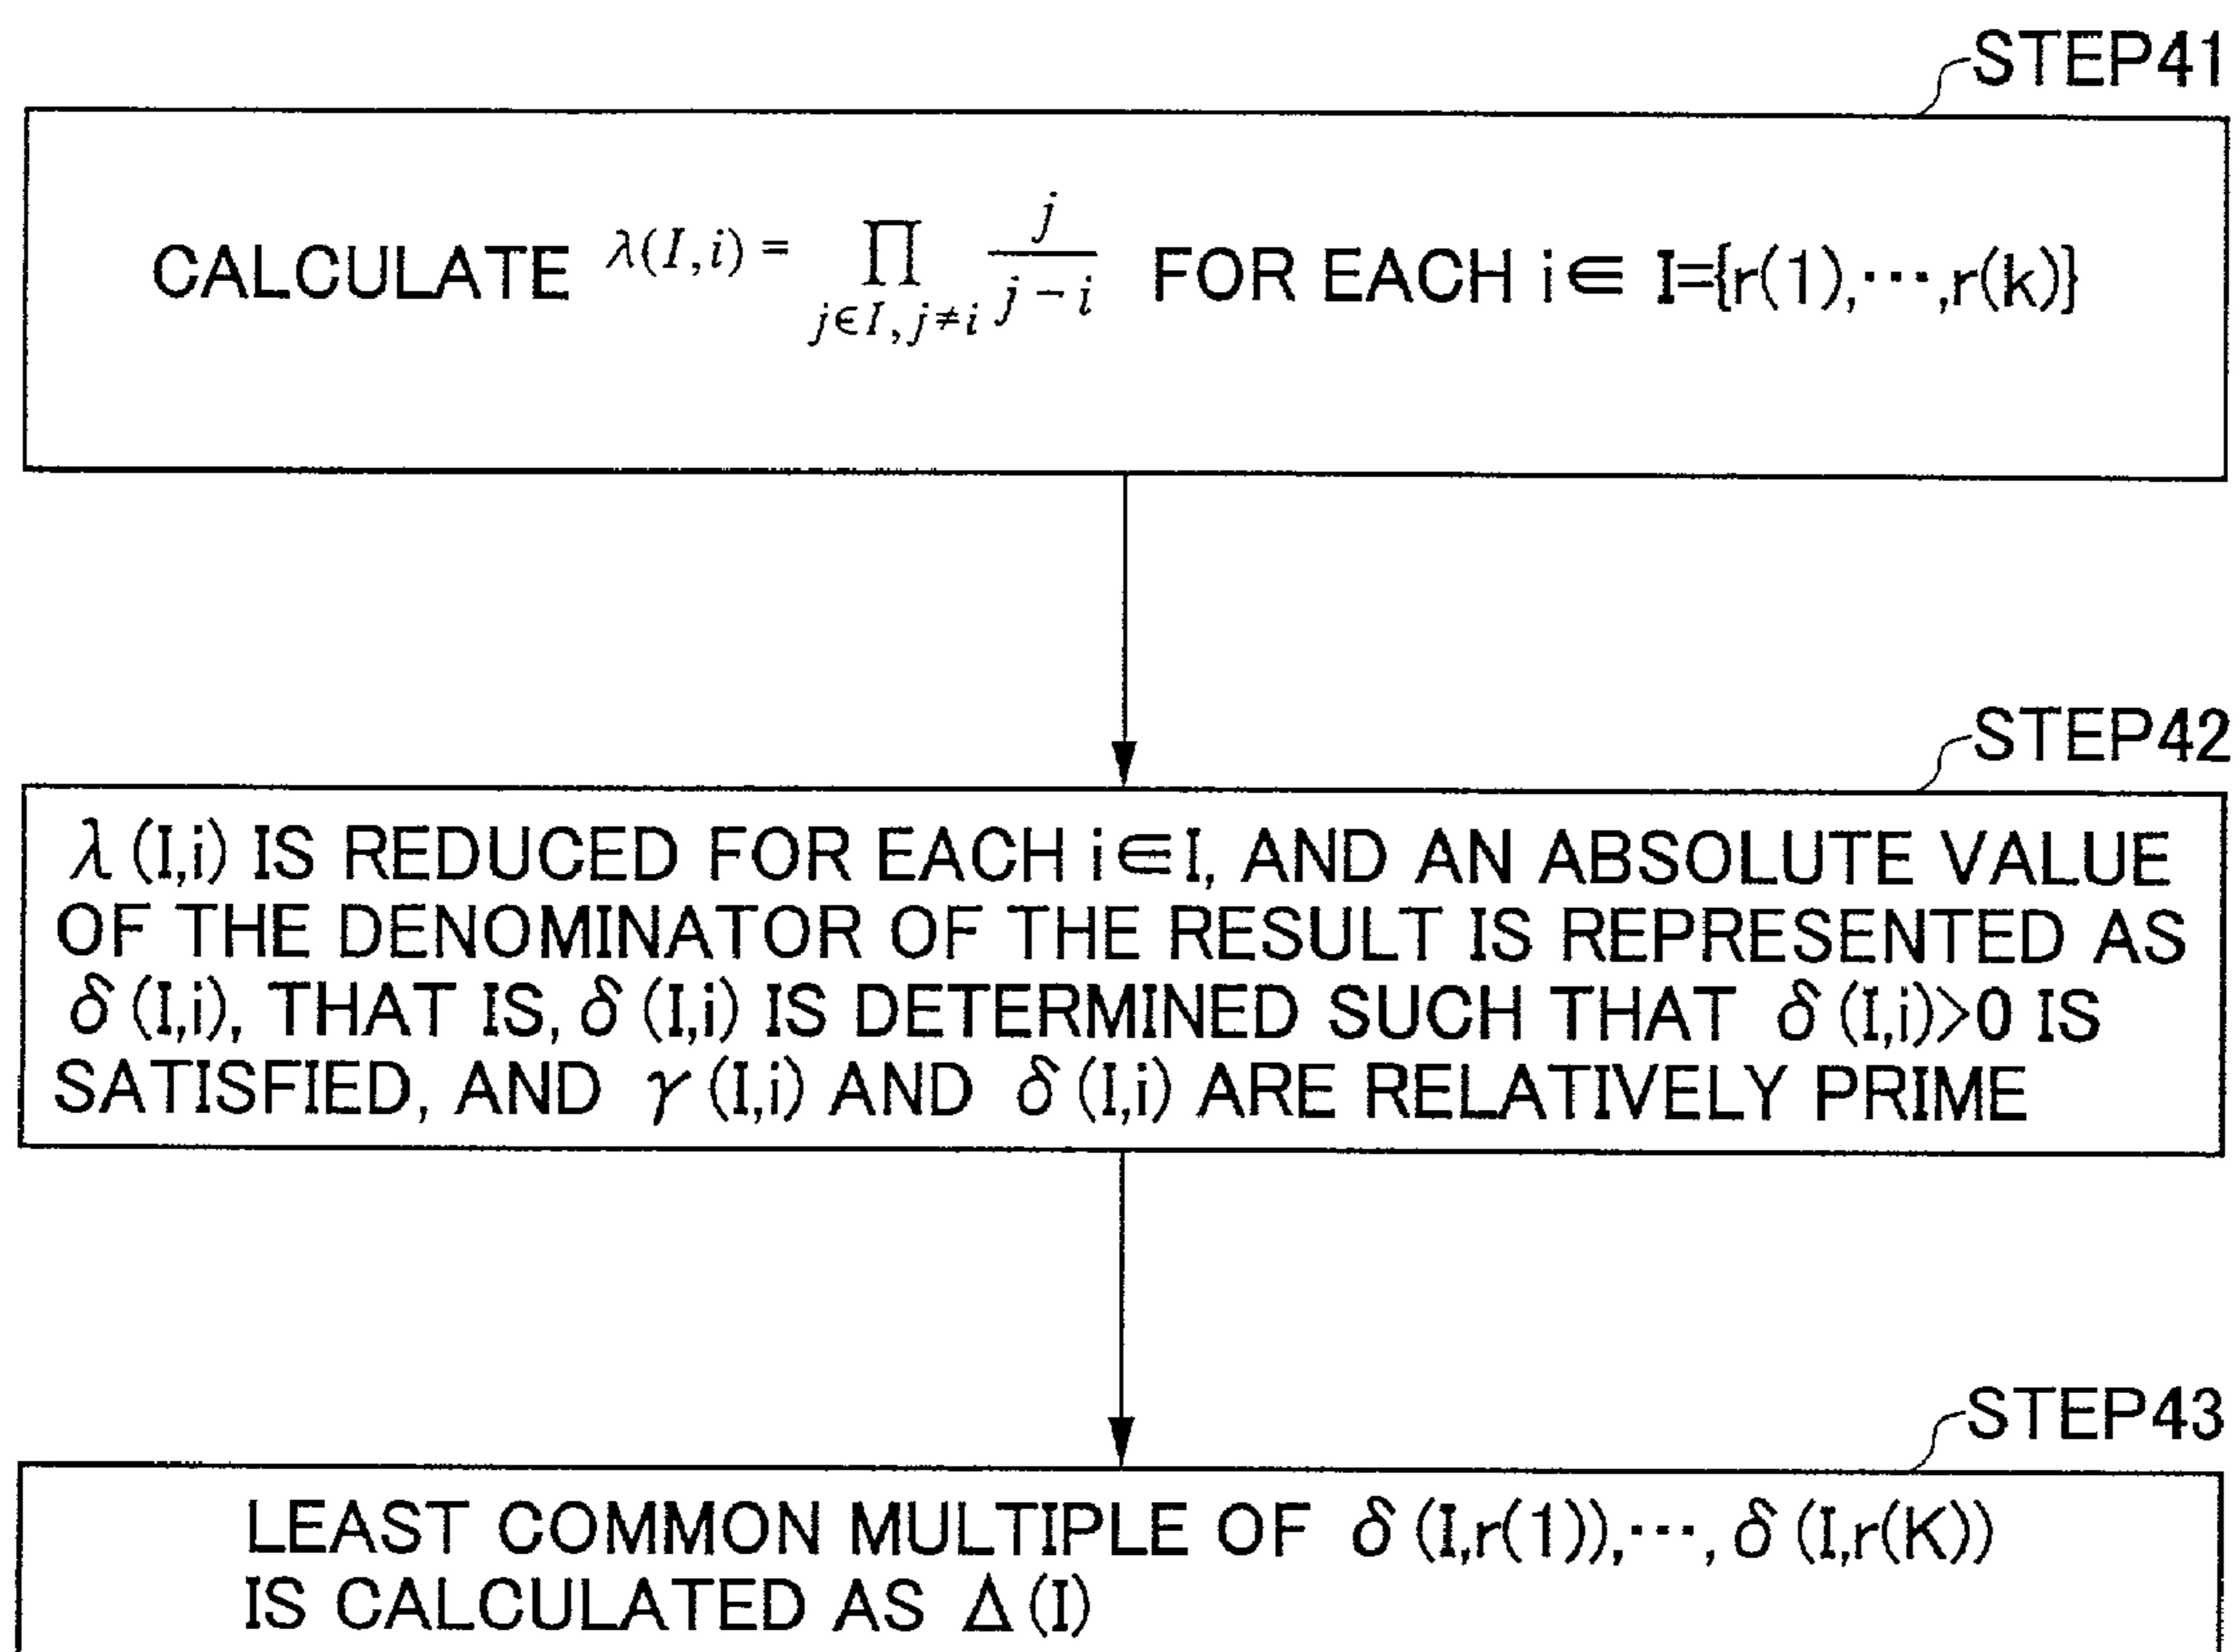 STEP41
CALCULATE λ(I,i) = ∏_{j∈I, j≠i} j/(j−i) FOR EACH i∈ I={r(1),⋯,r(k)}
STEP42
λ(I,i) IS REDUCED FOR EACH i∈I, AND AN ABSOLUTE VALUE
OF THE DENOMINATOR OF THE RESULT IS REPRESENTED AS
δ(I,i), THAT IS, δ(I,i) IS DETERMINED SUCH THAT δ(I,i)>0 IS
SATISFIED, AND γ(I,i) AND δ(I,i) ARE RELATIVELY PRIME
STEP43
LEAST COMMON MULTIPLE OF δ(I,r(1)),⋯, δ(I,r(K))
IS CALCULATED AS Δ(I)